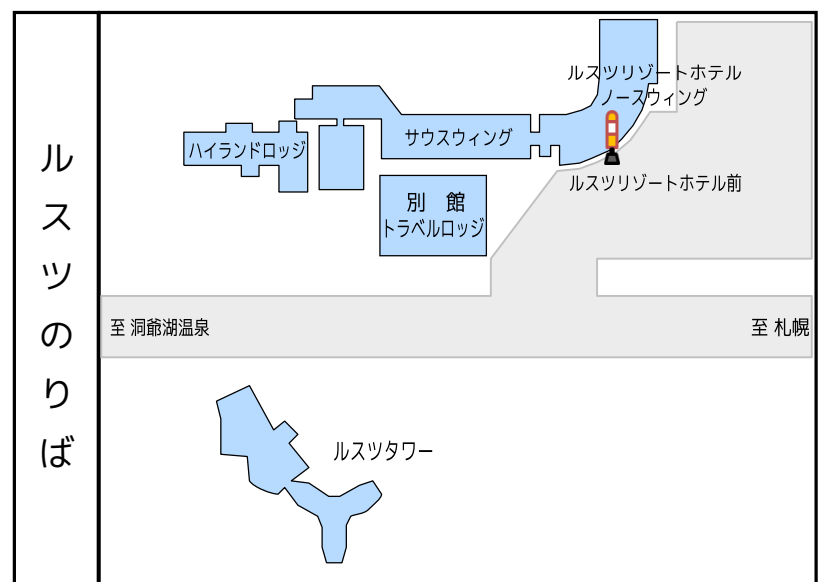 ルスツのりば
ルスツリゾートホテル
ノースウィング
サウスウィング
ハイランドロッジ
ルスツリゾートホテル前
別　館
トラベルロッジ
至 洞爺湖温泉
至 札幌
ルスツタワー